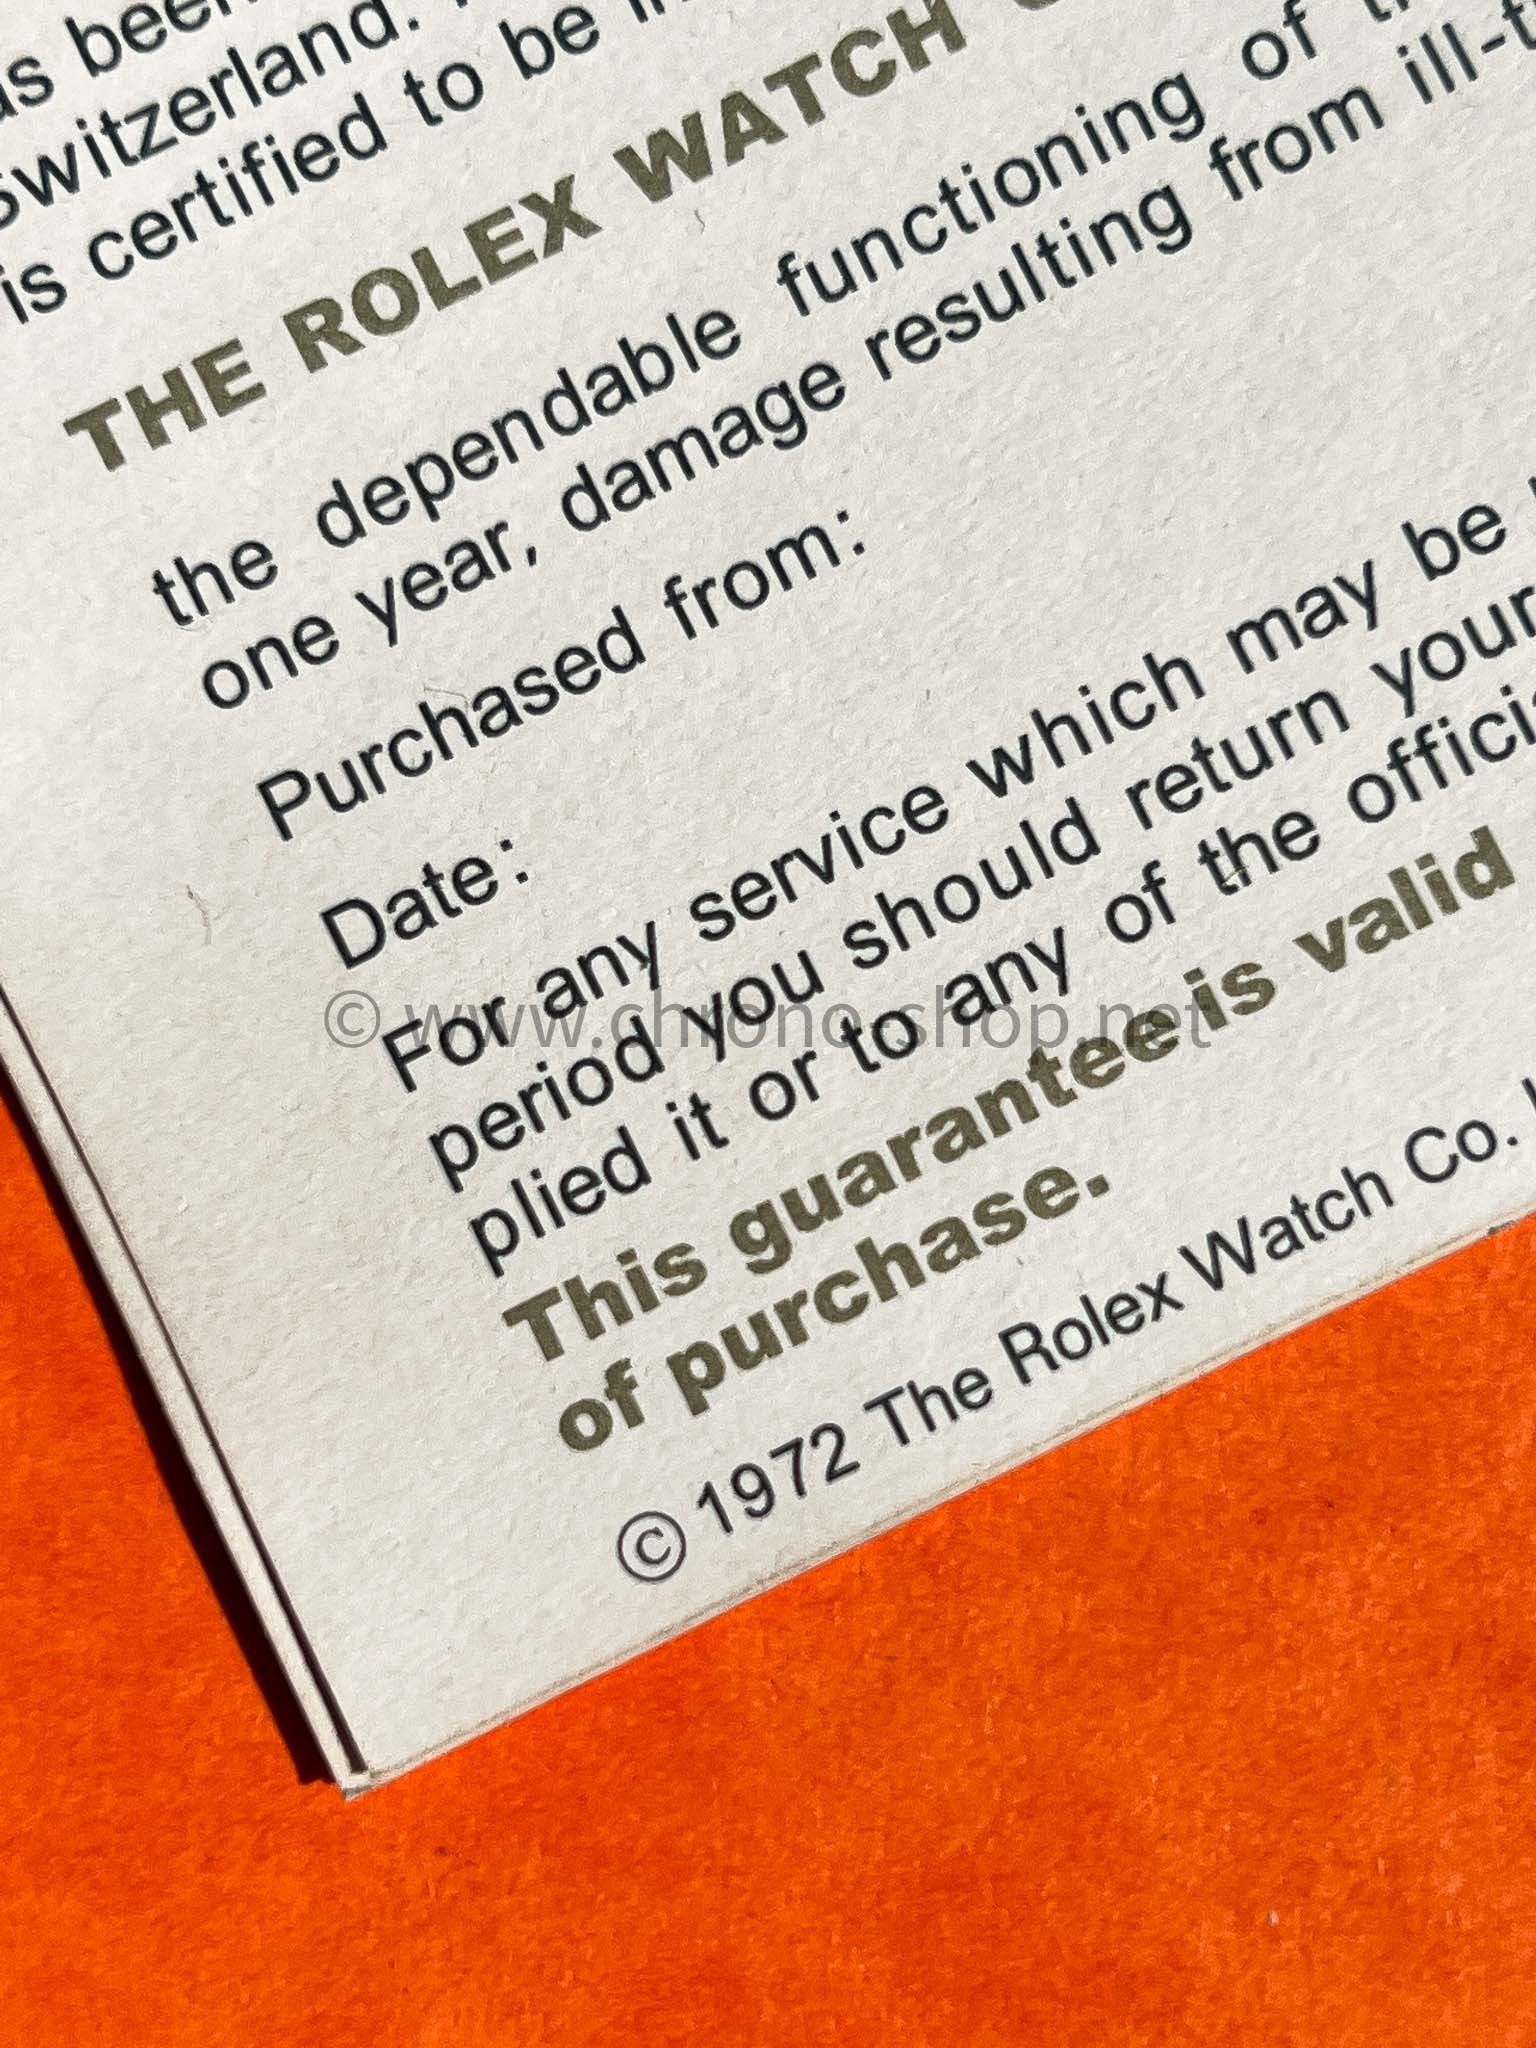 been
Switzerland.
is certified to be in
THE ROLEX WATCH
the dependable functioning of
one year, damage resulting from ill-t
Purchased from:
Date:
For any service which may be
period you should return your
plied it or to any of the offici
This guarantee is valid
of purchase.
© 1972 The Rolex Watch Co.
© www.chrono-shop.net